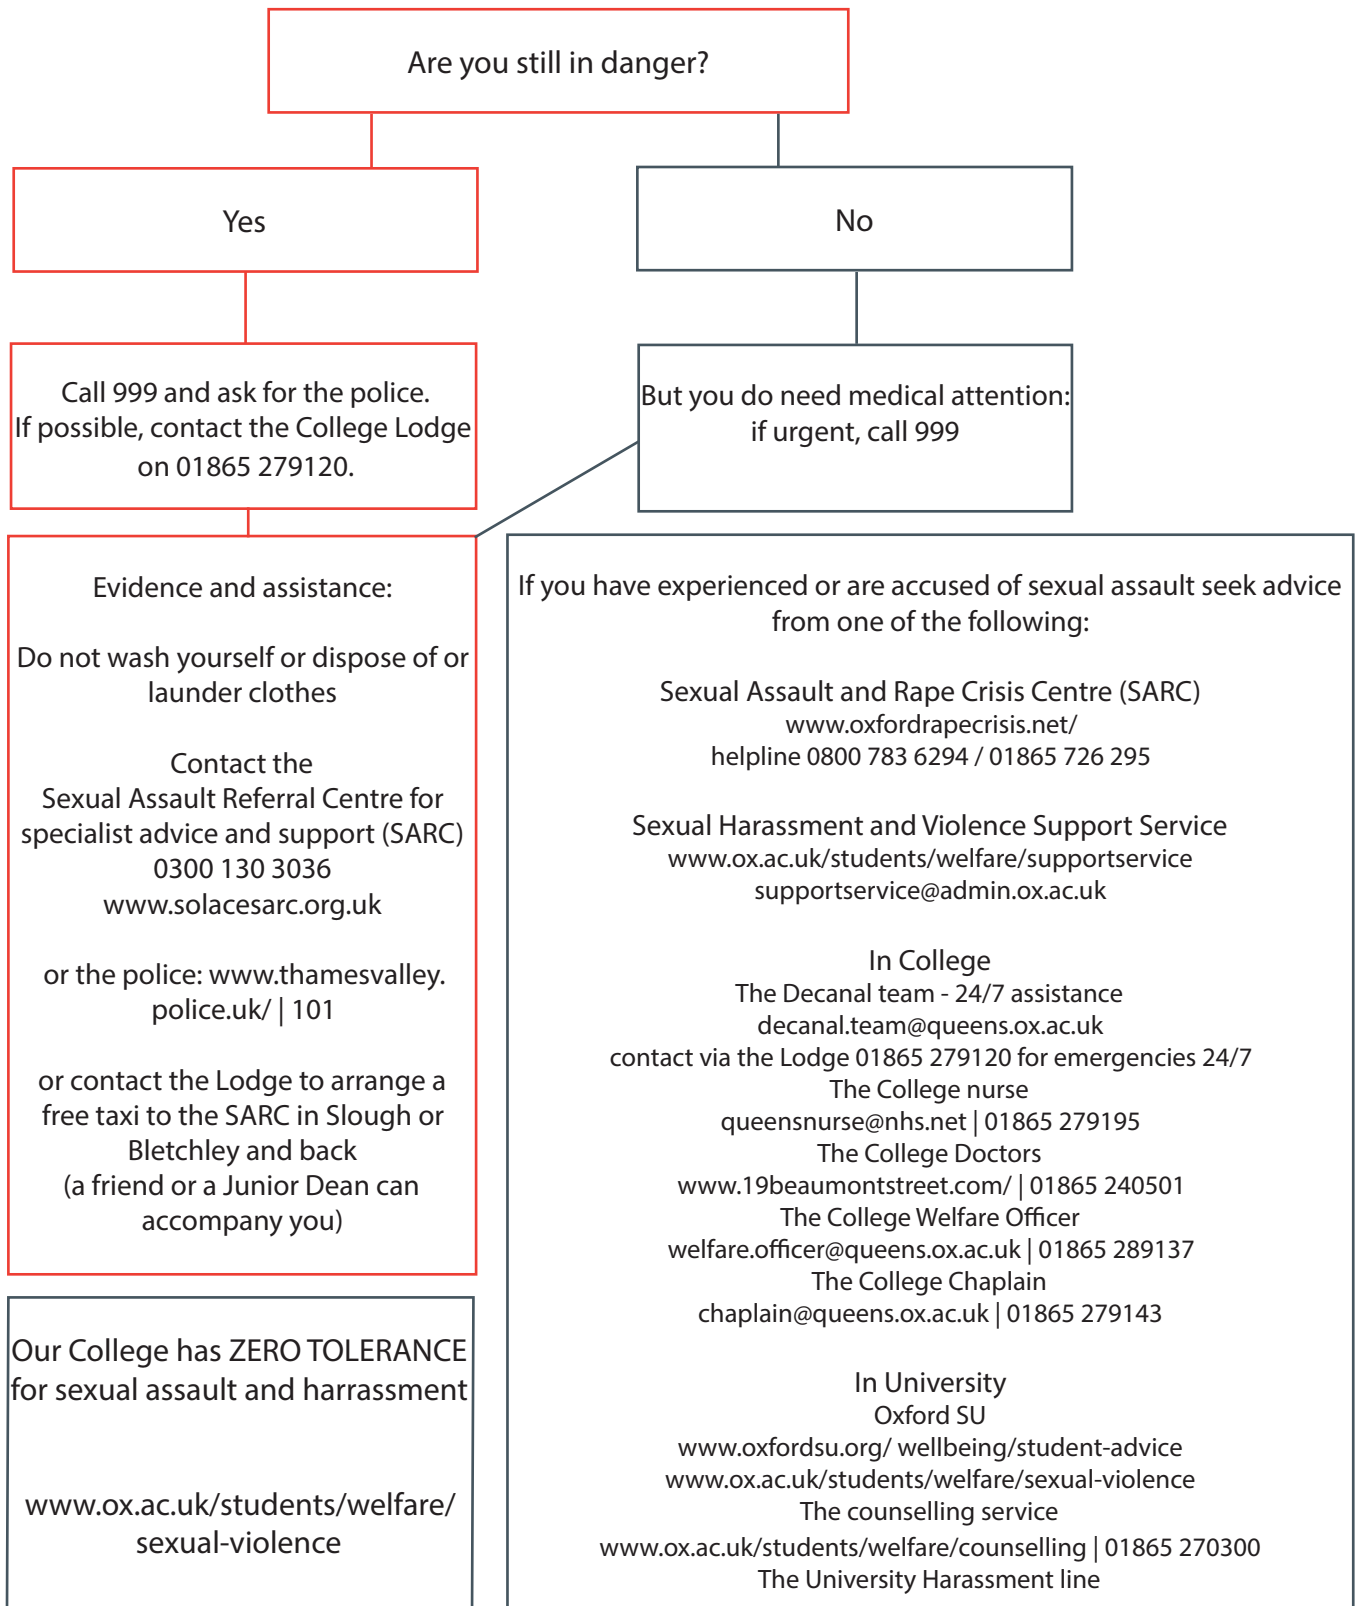 Are you still in danger?
Yes
No
Call 999 and ask for the police.
If possible, contact the College Lodge
on 01865 279120.
But you do need medical attention:
if urgent, call 999
Evidence and assistance:
Do not wash yourself or dispose of or
launder clothes
Contact the
Sexual Assault Referral Centre for
specialist advice and support (SARC)
0300 130 3036
www.solacesarc.org.uk
or the police: www.thamesvalley.
police.uk/ | 101
or contact the Lodge to arrange a
free taxi to the SARC in Slough or
Bletchley and back
(a friend or a Junior Dean can
accompany you)
Our College has ZERO TOLERANCE
for sexual assault and harrassment
www.ox.ac.uk/students/welfare/
sexual-violence
If you have experienced or are accused of sexual assault seek advice
from one of the following:
Sexual Assault and Rape Crisis Centre (SARC)
www.oxfordrapecrisis.net/
helpline 0800 783 6294 / 01865 726 295
Sexual Harassment and Violence Support Service
www.ox.ac.uk/students/welfare/supportservice
supportservice@admin.ox.ac.uk
In College
The Decanal team - 24/7 assistance
decanal.team@queens.ox.ac.uk
contact via the Lodge 01865 279120 for emergencies 24/7
The College nurse
queensnurse@nhs.net | 01865 279195
The College Doctors
www.19beaumontstreet.com/ | 01865 240501
The College Welfare Officer
welfare.officer@queens.ox.ac.uk | 01865 289137
The College Chaplain
chaplain@queens.ox.ac.uk | 01865 279143
In University
Oxford SU
www.oxfordsu.org/ wellbeing/student-advice
www.ox.ac.uk/students/welfare/sexual-violence
The counselling service
www.ox.ac.uk/students/welfare/counselling | 01865 270300
The University Harassment line